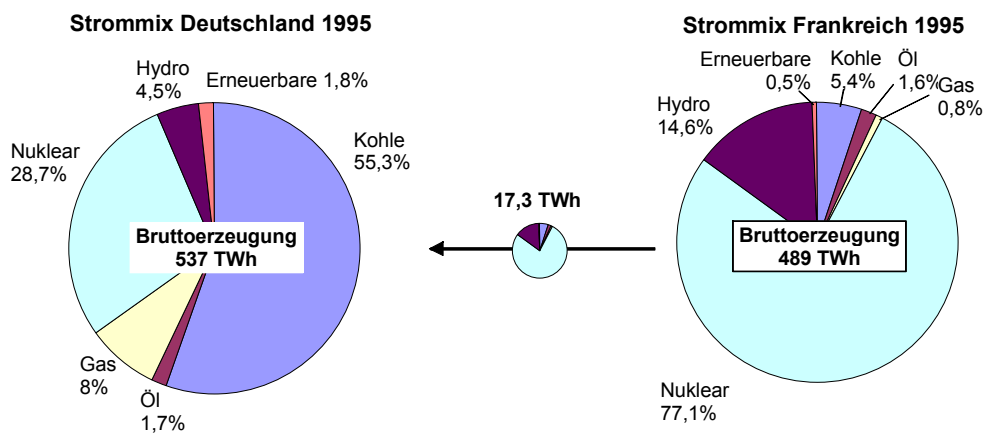 Strommix Deutschland 1995
Hydro
4,5%
Erneuerbare 1,8%
Kohle
55,3%
Nuklear
28,7%
Bruttoerzeugung
537 TWh
Gas
8%
Öl
1,7%
17,3 TWh
Strommix Frankreich 1995
Erneuerbare
0,5%
Kohle
5,4%
Öl
1,6%
Gas
0,8%
Hydro
14,6%
Bruttoerzeugung
489 TWh
Nuklear
77,1%